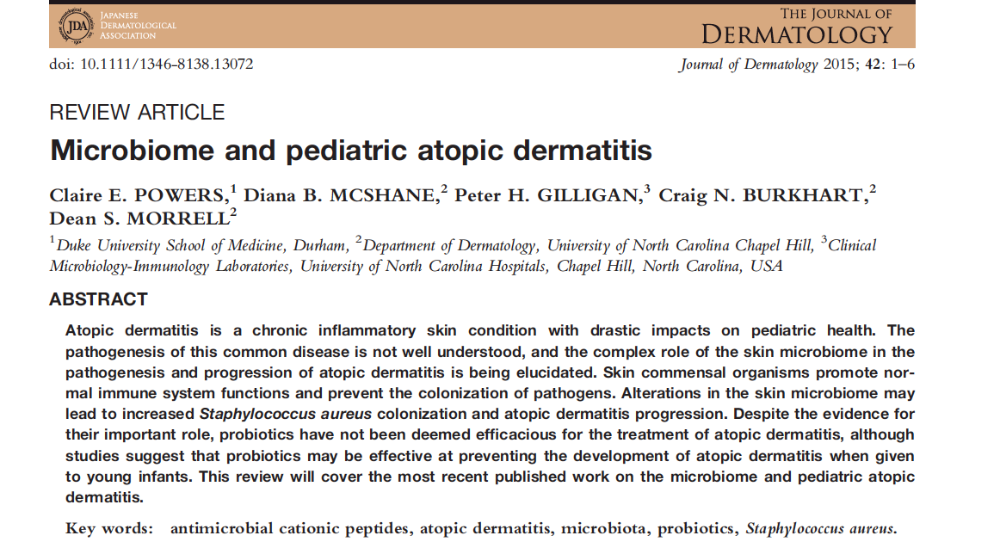 JAPANESE
DERMATOLOGICAL
ASSOCIATION
JDA
THE JOURNAL OF
DERMATOLOGY
doi: 10.1111/1346-8138.13072
Journal of Dermatology 2015; 42: 1–6
REVIEW ARTICLE
Microbiome and pediatric atopic dermatitis
Claire E. POWERS,1 Diana B. MCSHANE,2 Peter H. GILLIGAN,3 Craig N. BURKHART,2
Dean S. MORRELL2
1Duke University School of Medicine, Durham, 2Department of Dermatology, University of North Carolina Chapel Hill, 3Clinical
Microbiology-Immunology Laboratories, University of North Carolina Hospitals, Chapel Hill, North Carolina, USA
ABSTRACT
Atopic dermatitis is a chronic inflammatory skin condition with drastic impacts on pediatric health. The
pathogenesis of this common disease is not well understood, and the complex role of the skin microbiome in the
pathogenesis and progression of atopic dermatitis is being elucidated. Skin commensal organisms promote nor-
mal immune system functions and prevent the colonization of pathogens. Alterations in the skin microbiome may
lead to increased Staphylococcus aureus colonization and atopic dermatitis progression. Despite the evidence for
their important role, probiotics have not been deemed efficacious for the treatment of atopic dermatitis, although
studies suggest that probiotics may be effective at preventing the development of atopic dermatitis when given
to young infants. This review will cover the most recent published work on the microbiome and pediatric atopic
dermatitis.
Key words: antimicrobial cationic peptides, atopic dermatitis, microbiota, probiotics, Staphylococcus aureus.